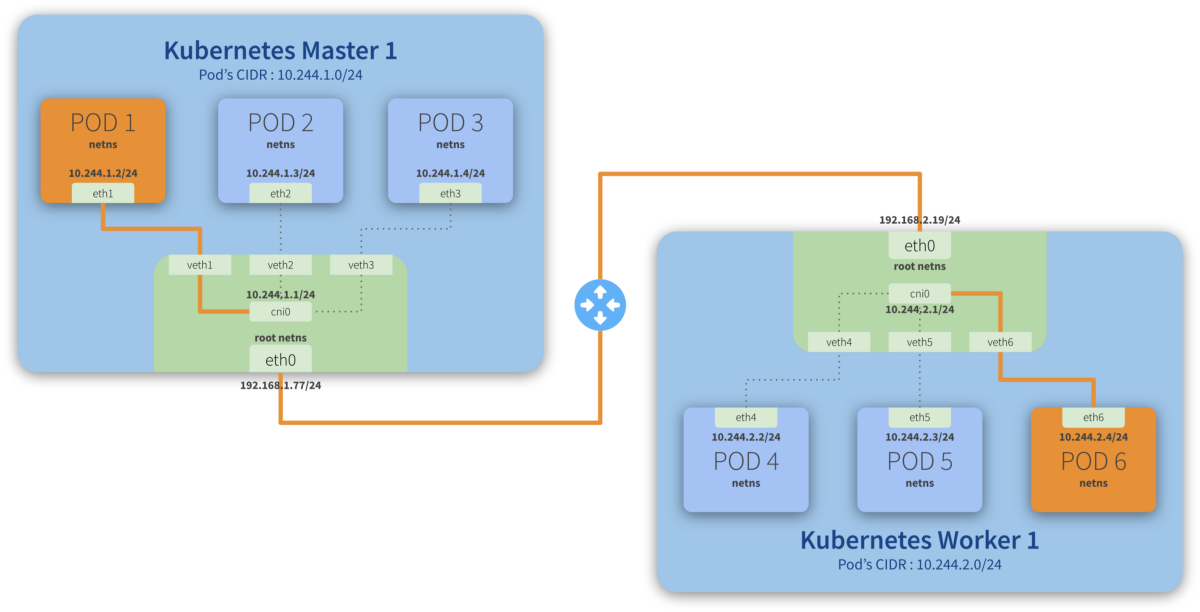 Kubernetes Master 1
Pod's CIDR : 10.244.1.0/24
POD 1
netns
10.244.1.2/24
eth1
POD 2
netns
10.244.1.3/24
eth2
POD 3
netns
10.244.1.4/24
eth3
veth1
veth2
veth3
10.244.1.1/24
cni0
root netns
eth0
192.168.1.77/24
192.168.2.19/24
eth0
root netns
cni0
10.244.2.1/24
veth4
veth5
veth6
eth4
10.244.2.2/24
POD 4
netns
eth5
10.244.2.3/24
POD 5
netns
eth6
10.244.2.4/24
POD 6
netns
Kubernetes Worker 1
Pod's CIDR : 10.244.2.0/24